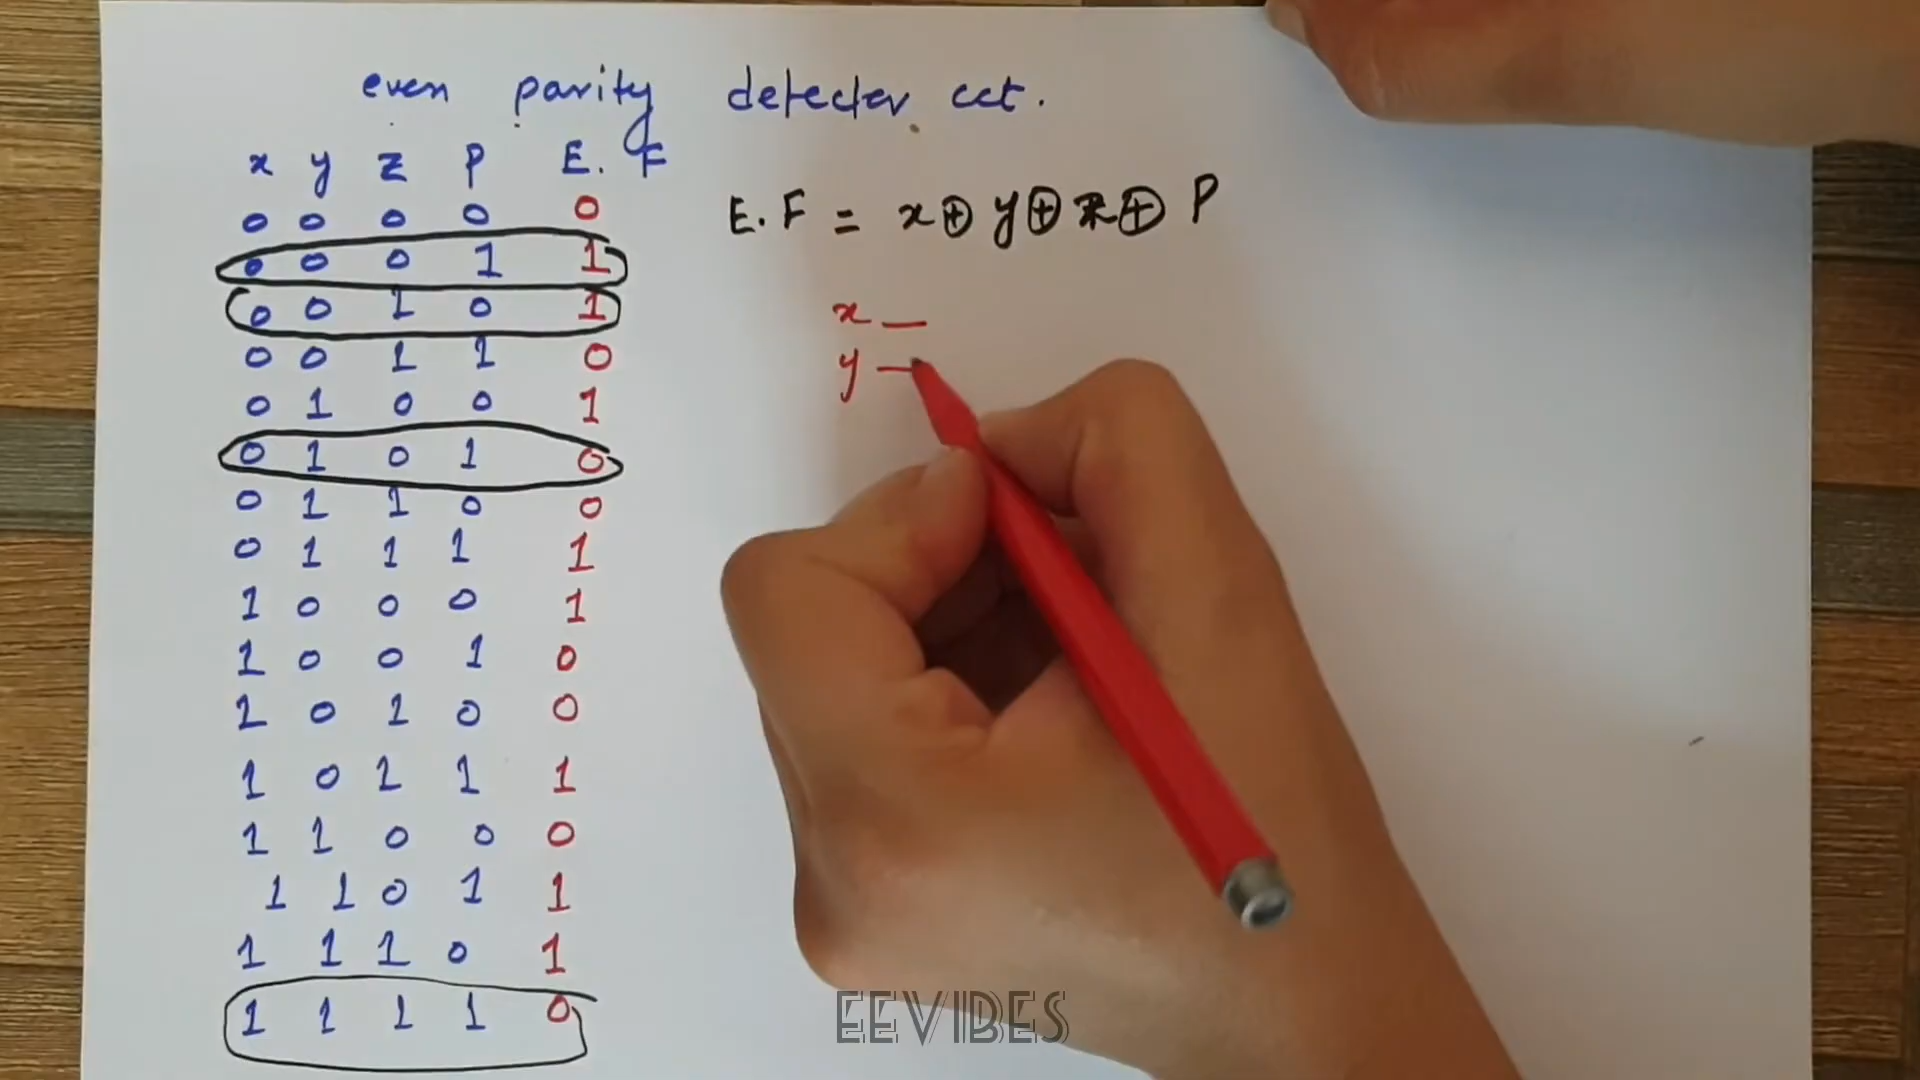 even parity detecter cct.
x y z P E. F
E. F = x ⊕ y ⊕ z ⊕ P
0 0 0 0 0
0 0 0 1 1
0 0 1 0 1
0 0 1 1 0
0 1 0 0 1
0 1 0 1 0
0 1 1 0 0
0 1 1 1 1
1 0 0 0 1
1 0 0 1 0
1 0 1 0 0
1 0 1 1 1
1 1 0 0 0
1 1 0 1 1
1 1 1 0 1
1 1 1 1 0
x
y
EEVIBES